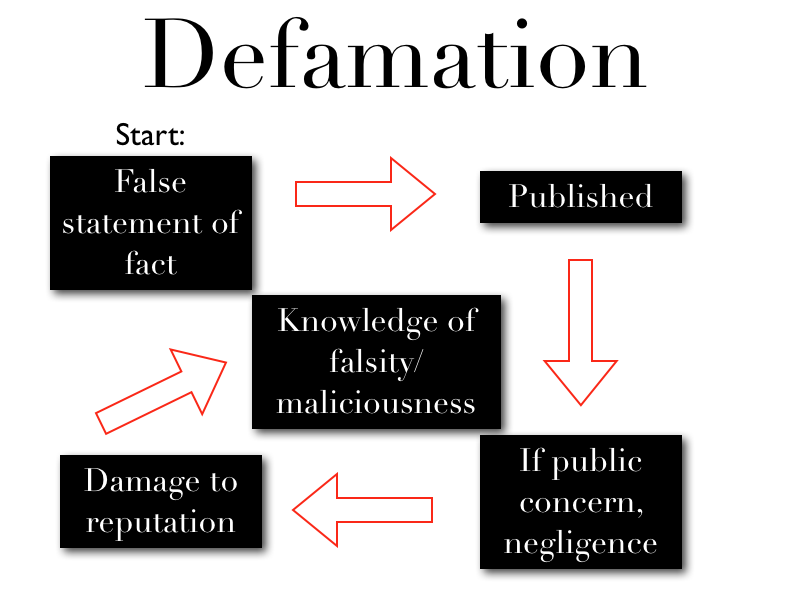 Defamation
Start:
False
statement of
fact
Published
If public
concern,
negligence
Damage to
reputation
Knowledge of
falsity/
maliciousness